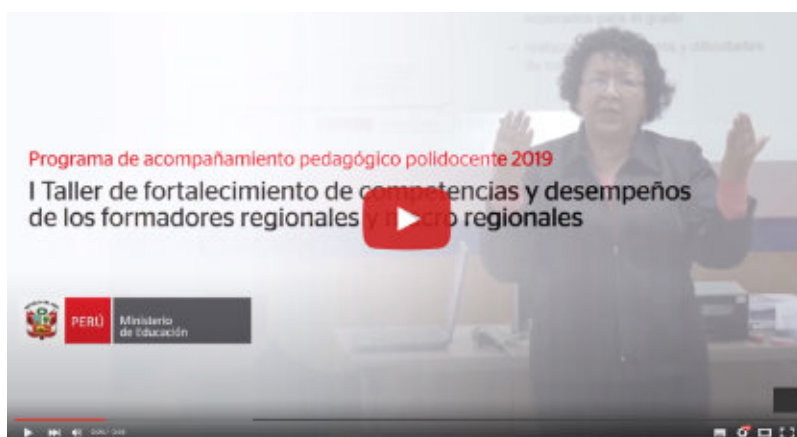 Programa de acompañamiento pedagógico polidocente 2019
I Taller de fortalecimiento de competencias y desempeños
de los formadores regionales y macro regionales
PERÚ
Ministerio
de Educación